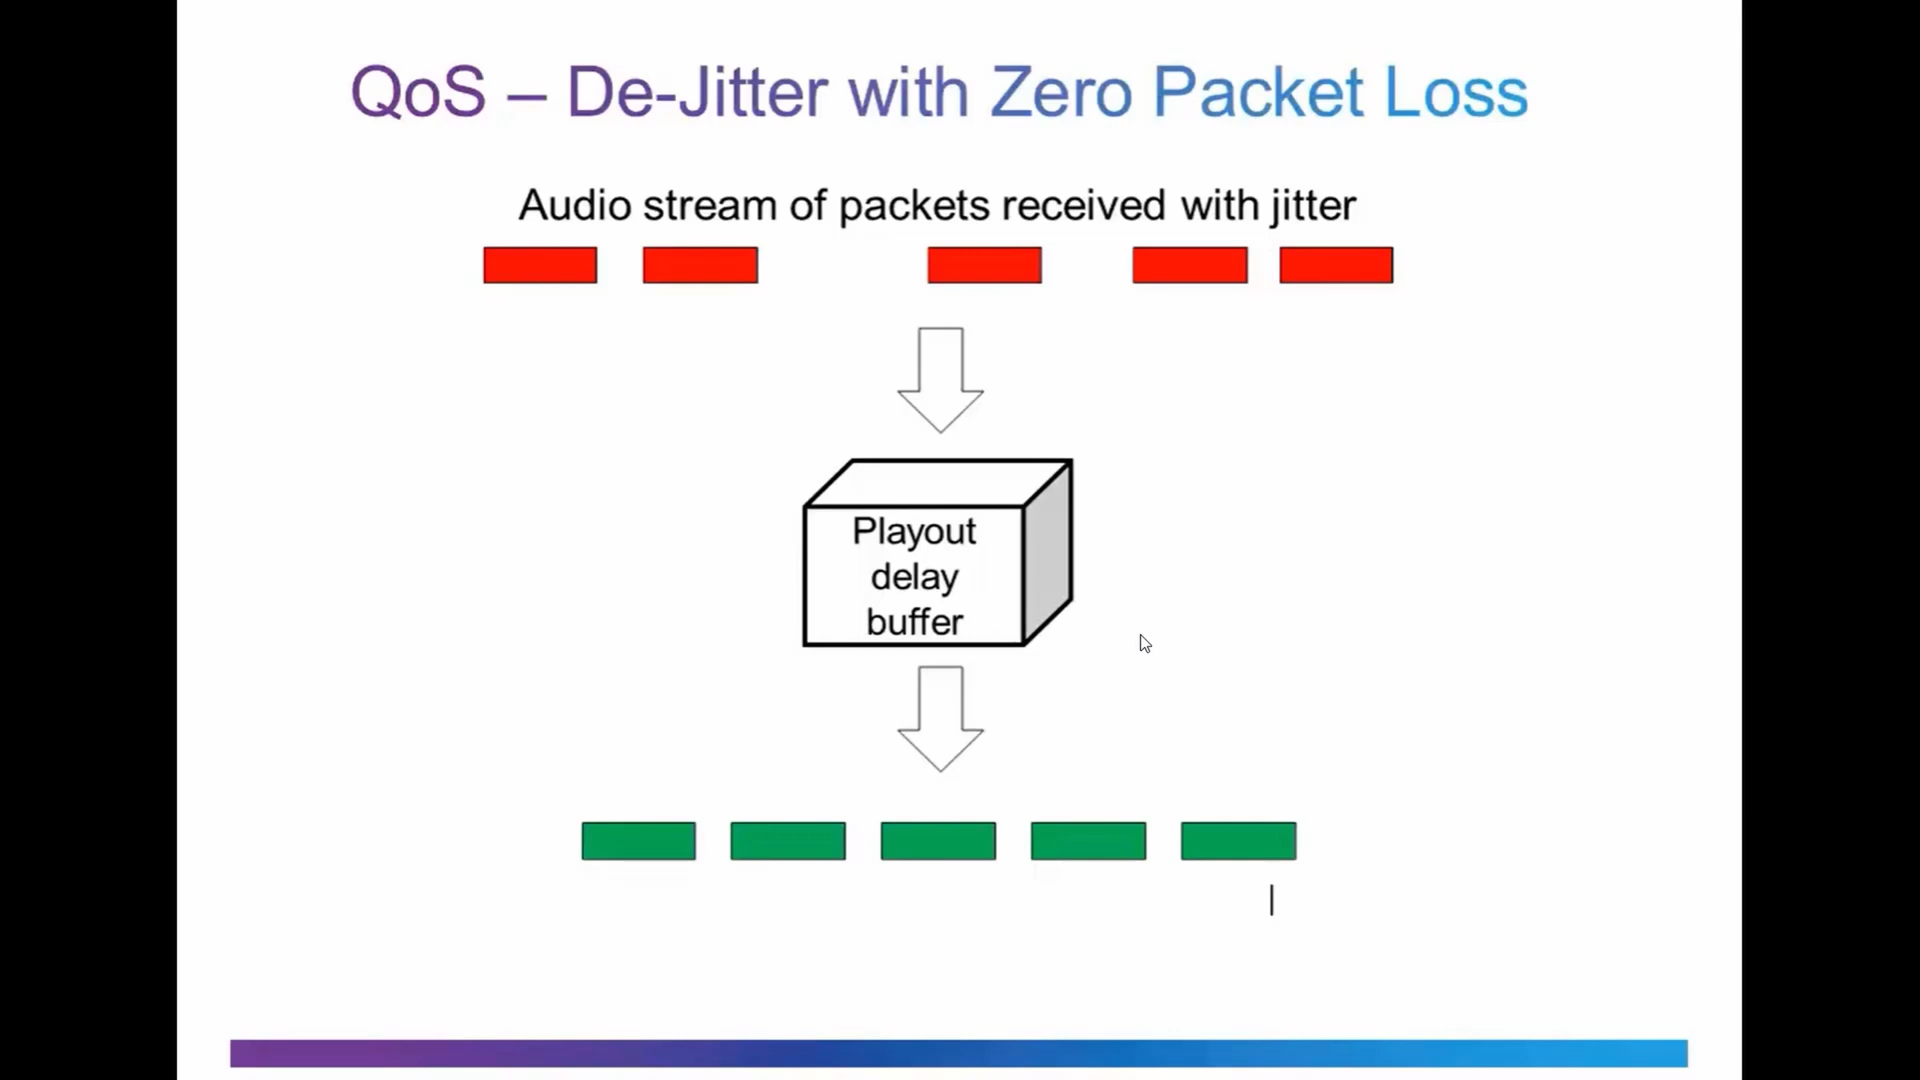 QoS – De-Jitter with Zero Packet Loss
Audio stream of packets received with jitter
Playout
delay
buffer